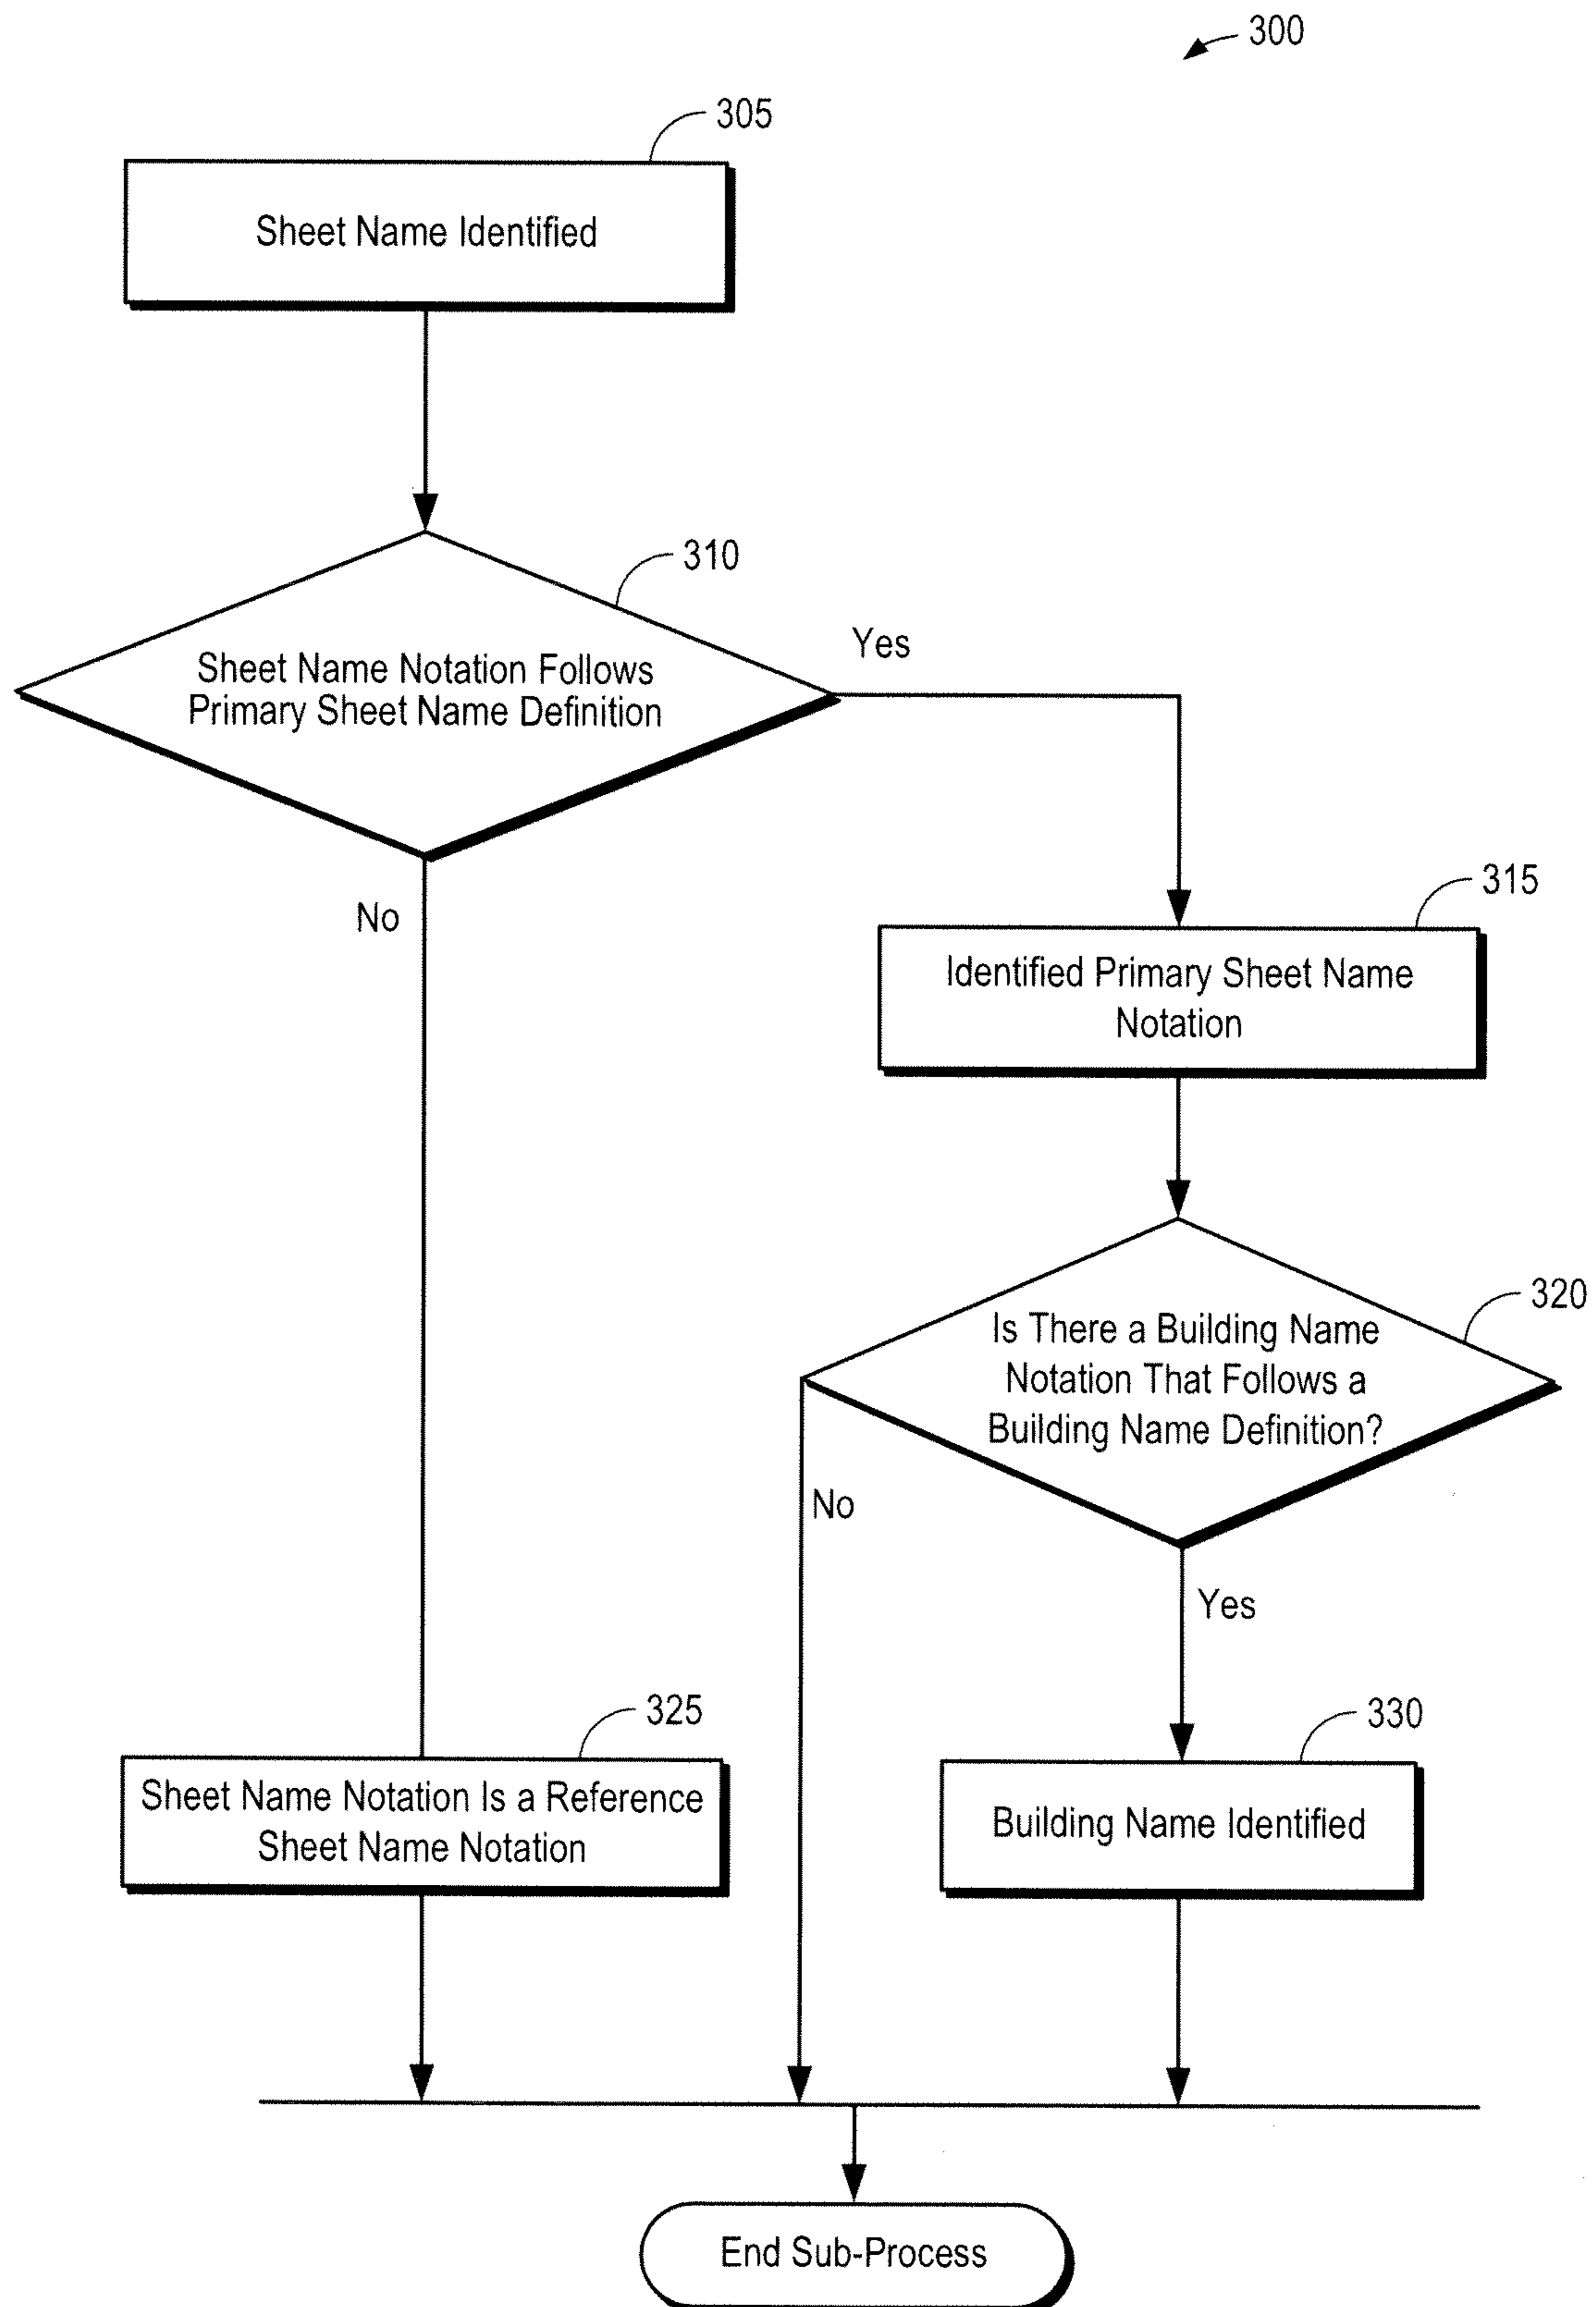 300
305
Sheet Name Identified
310
Sheet Name Notation Follows
Primary Sheet Name Definition
Yes
No
315
Identified Primary Sheet Name
Notation
320
Is There a Building Name
Notation That Follows a
Building Name Definition?
No
Yes
325
Sheet Name Notation Is a Reference
Sheet Name Notation
330
Building Name Identified
End Sub-Process